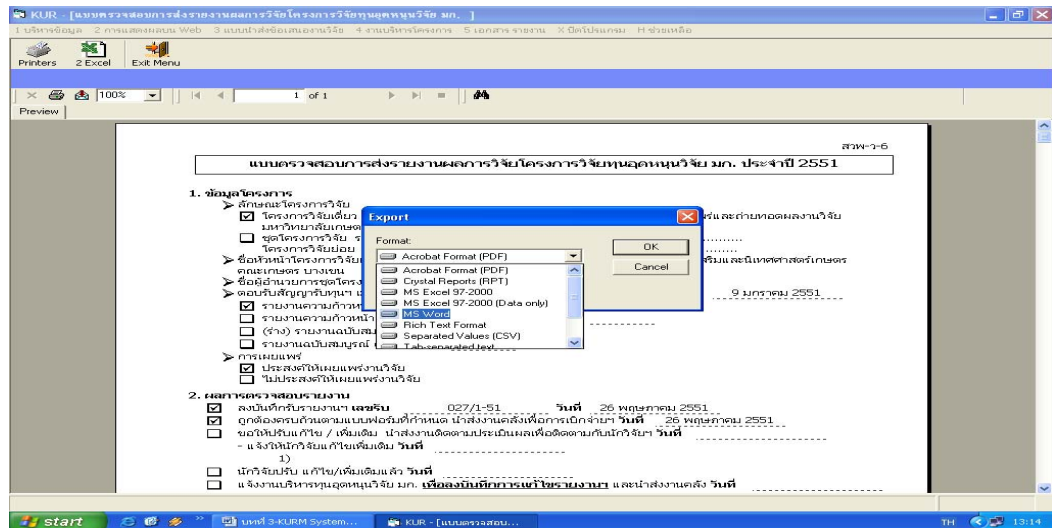 KUR - [แบบตรวจสอบการส่งรายงานผลการวิจัยโครงการวิจัยทุนอุดหนุนวิจัย มก. ]
1 บริหารข้อมูล 2 การแสดงผลบน Web 3 แบบนำส่งข้อเสนองานวิจัย 4 งานบริหารโครงการ 5 เอกสาร รายงาน X ปิดโปรแกรม H ช่วยเหลือ
Printers 2 Excel Exit Menu
100% 1 of 1
Preview
สวพ-ว-6
แบบตรวจสอบการส่งรายงานผลการวิจัยโครงการวิจัยทุนอุดหนุนวิจัย มก. ประจำปี 2551
1. ข้อมูลโครงการ
ลักษณะโครงการวิจัย
โครงการวิจัยเดี่ยว ร์และถ่ายทอดผลงานวิจัย
มหาวิทยาลัยเกษต
ชุดโครงการวิจัย ร
โครงการวิจัยย่อย
ชื่อหัวหน้าโครงการวิจัย ริมและนิเทศศาสตร์เกษตร
คณะเกษตร บางเขน
ชื่อผู้อำนวยการชุดโครง
ตอบรับสัญญารับทุนฯ เ 9 มกราคม 2551
รายงานความก้าวห
รายงานความก้าวหน้า
(ร่าง) รายงานฉบับสม
รายงานฉบับสมบูรณ์
Export
Format:
Acrobat Format (PDF)
OK
Cancel
Acrobat Format (PDF)
Crystal Reports (RPT)
MS Excel 97-2000
MS Excel 97-2000 (Data only)
MS Word
Rich Text Format
Separated Values (CSV)
Tab-separated text
การเผยแพร่
ประสงค์ให้เผยแพร่งานวิจัย
ไม่ประสงค์ให้เผยแพร่งานวิจัย
2. ผลการตรวจสอบรายงาน
ลงบันทึกรับรายงานฯ เลขรับ 027/1-51 วันที่ 26 พฤษภาคม 2551
ถูกต้องครบถ้วนตามแบบฟอร์มที่กำหนด นำส่งงานคลังเพื่อการเบิกจ่ายฯ วันที่ 26 พฤษภาคม 2551
ขอให้ปรับแก้ไข / เพิ่มเติม นำส่งงานติดตามประเมินผลเพื่อติดตามกับนักวิจัยฯ วันที่
- แจ้งให้นักวิจัยแก้ไขเพิ่มเติม วันที่
1)
นักวิจัยปรับ แก้ไข/เพิ่มเติมแล้ว วันที่
แจ้งงานบริหารทุนอุดหนุนวิจัย มก. เพื่อลงบันทึกการแก้ไขรายงานฯ และนำส่งงานคลัง วันที่
start บทที่ 3-KURM System... KUR - [แบบตรวจสอบ... TH 13:14